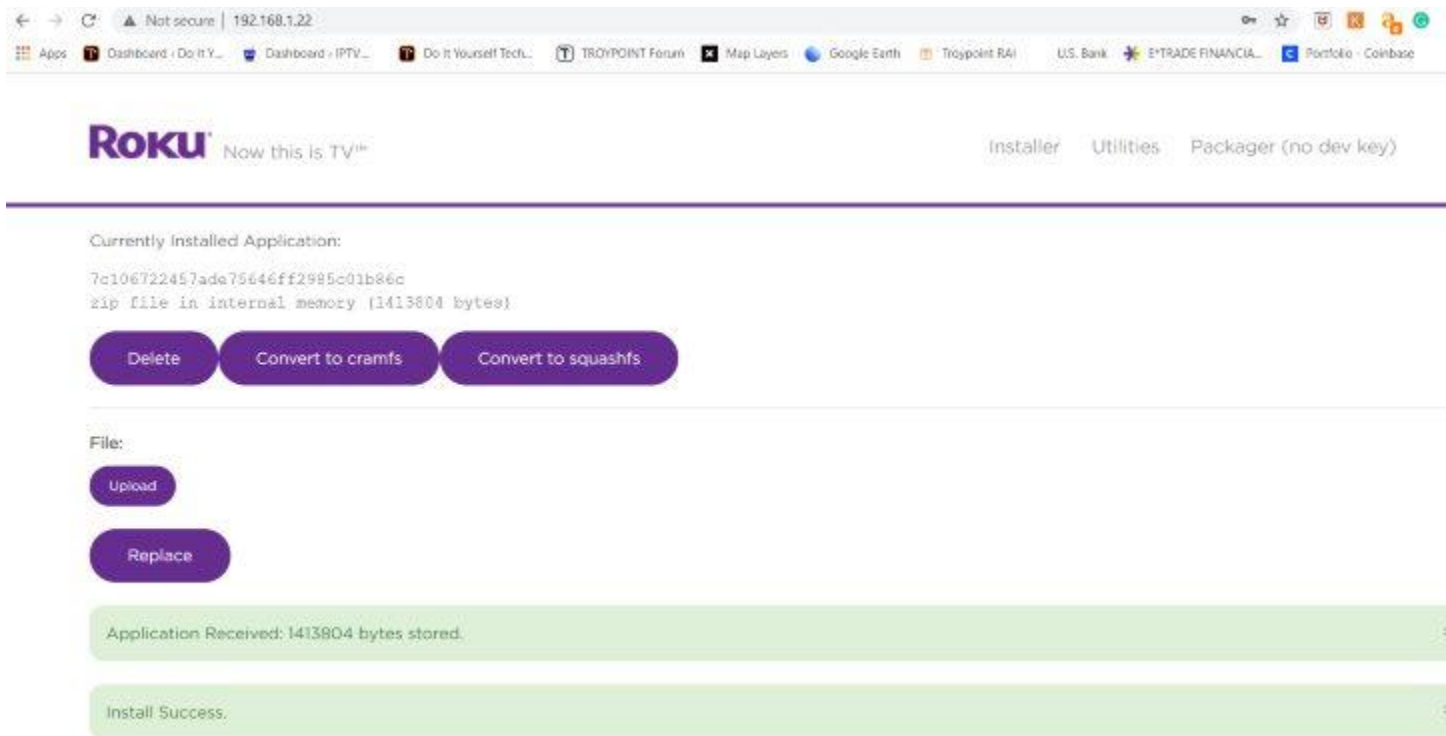 Not secure | 192.168.1.22
Apps Dashboard ‹ Do It Y... Dashboard ‹ IPTV... Do It Yourself Tech... TROYPOINT Forum Map Layers Google Earth Troypoint RAI U.S. Bank E*TRADE FINANCIA... Portfolio - Coinbase
ROKU Now this is TV™
Installer Utilities Packager (no dev key)
Currently Installed Application:
7c106722457ade75646ff2985c01b86c
zip file in internal memory (1413804 bytes)
Delete Convert to cramfs Convert to squashfs
File:
Upload
Replace
Application Received: 1413804 bytes stored.
Install Success.